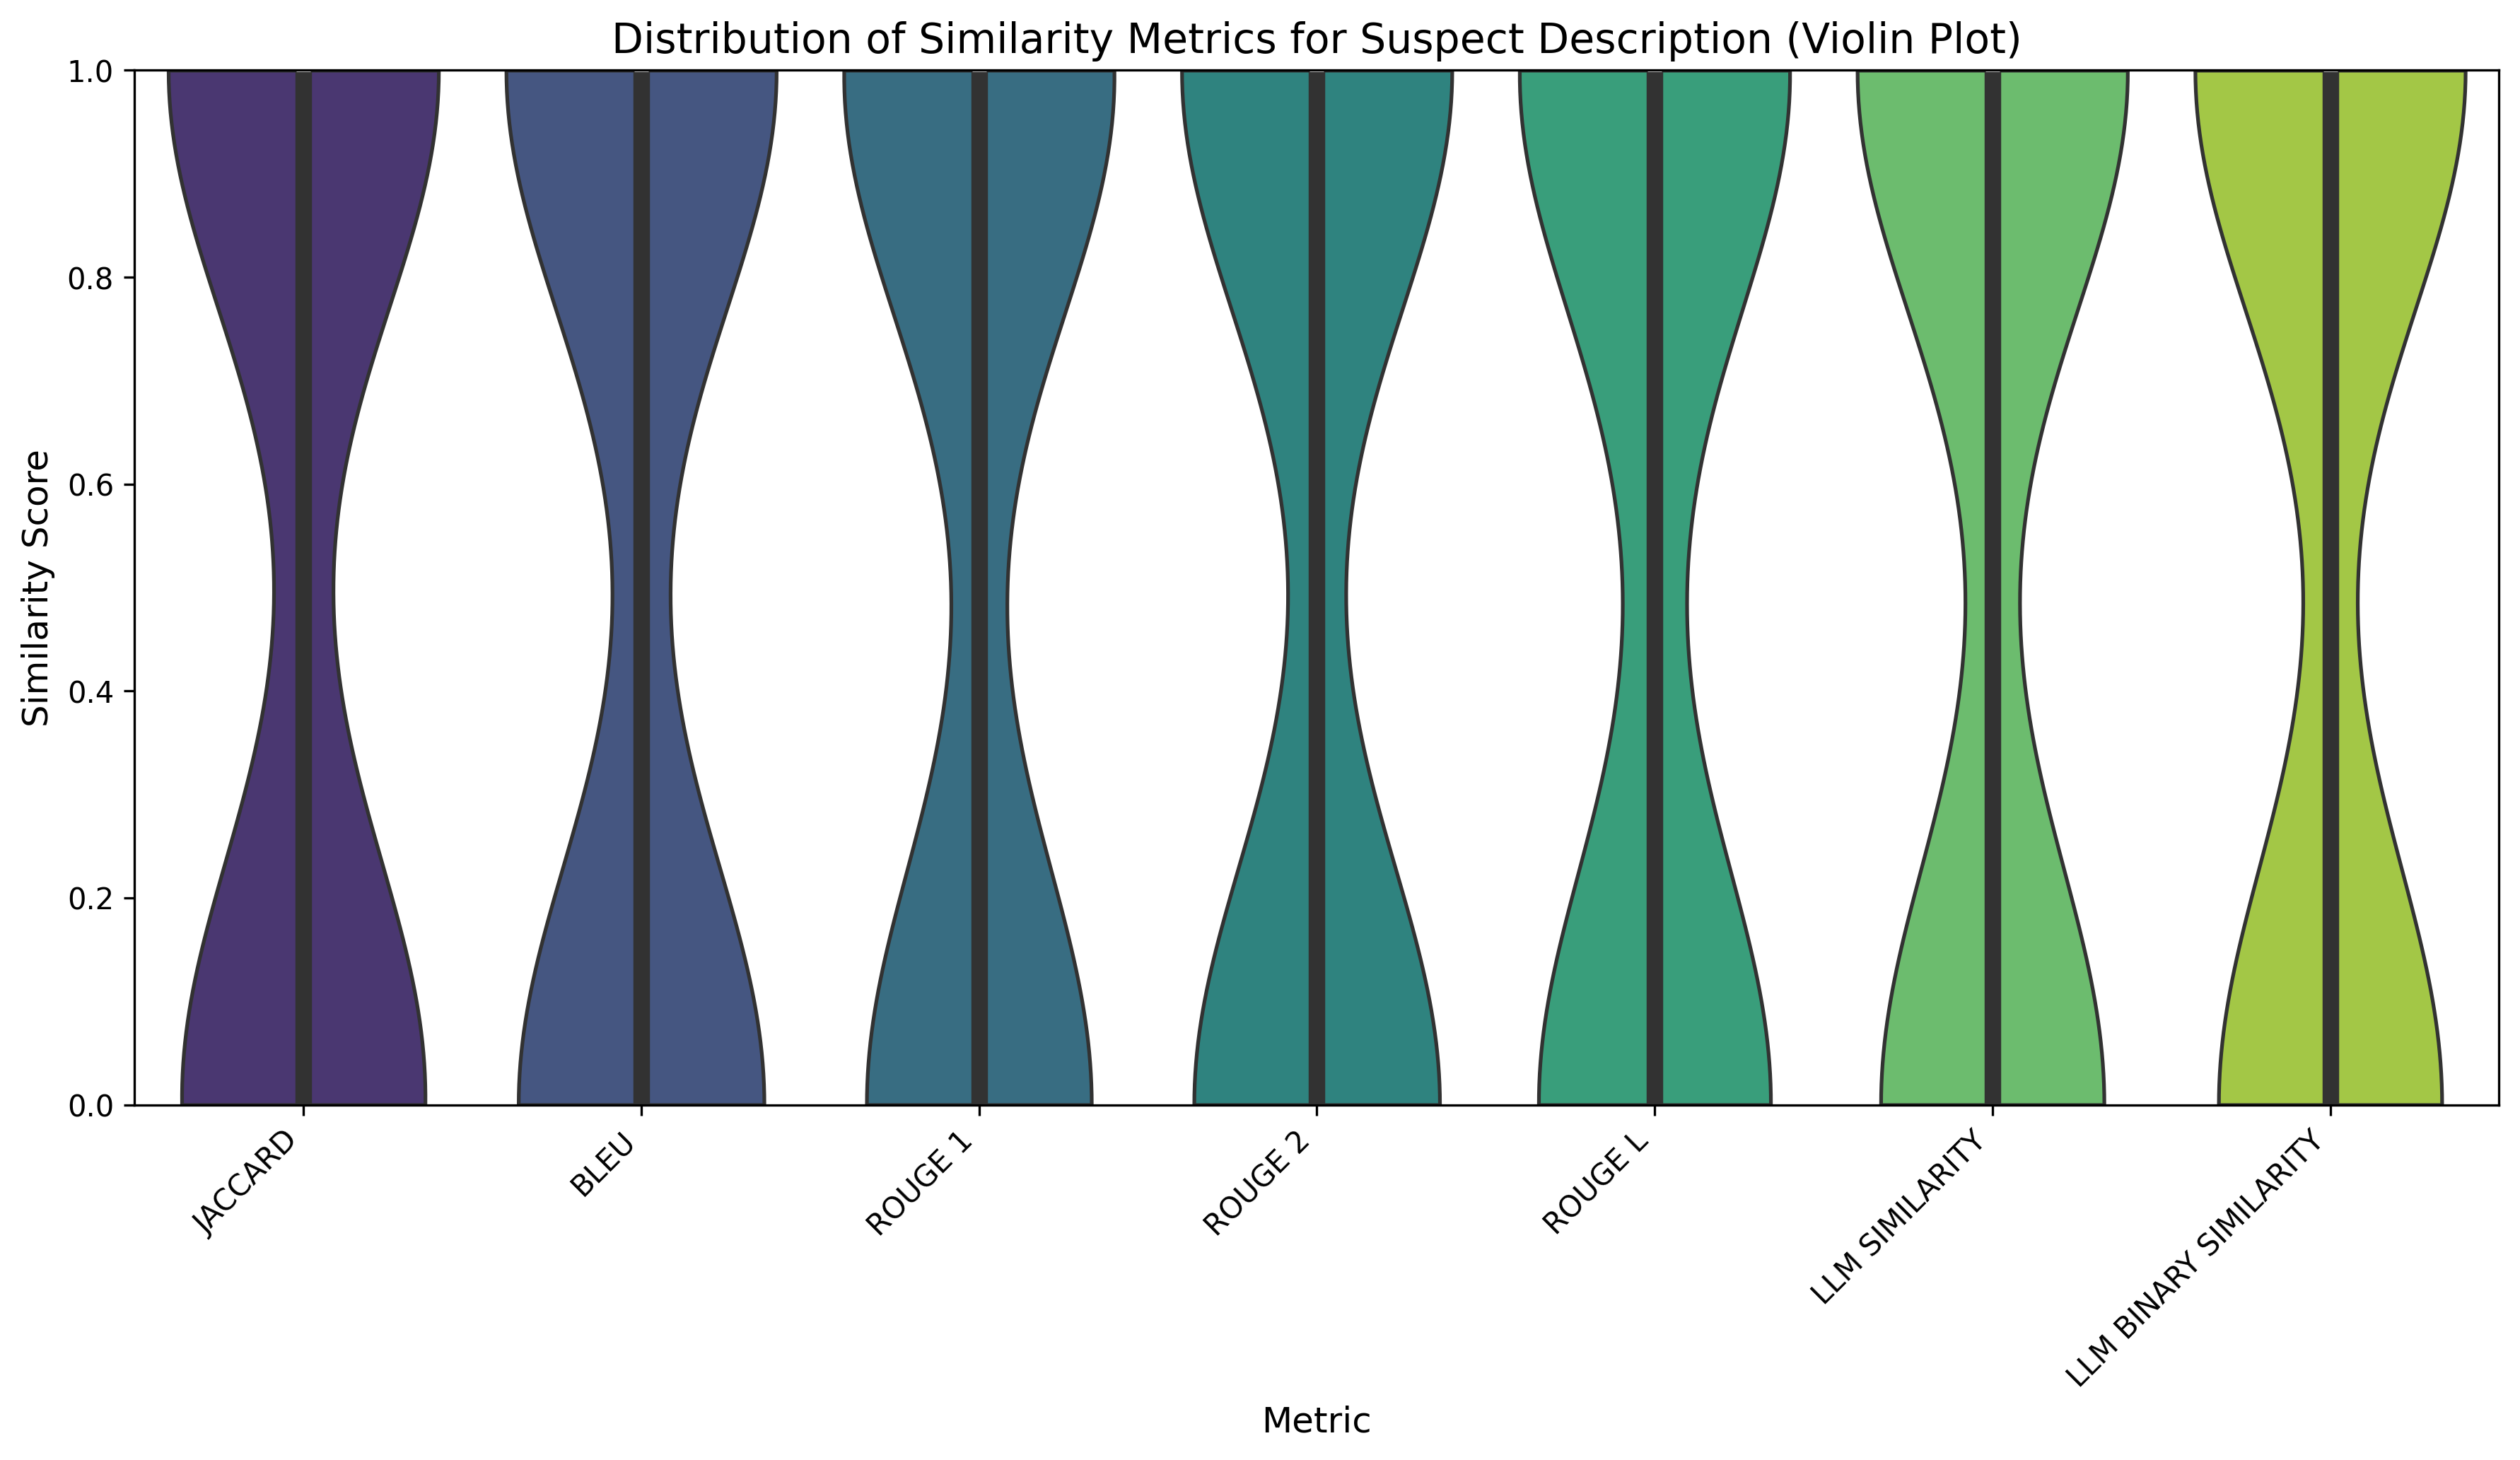 Distribution of Similarity Metrics for Suspect Description (Violin Plot)
1.0
0.8
0.6
0.4
0.2
0.0
Similarity Score
JACCARD
BLEU
ROUGE 1
ROUGE 2
ROUGE L
LLM SIMILARITY
LLM BINARY SIMILARITY
Metric